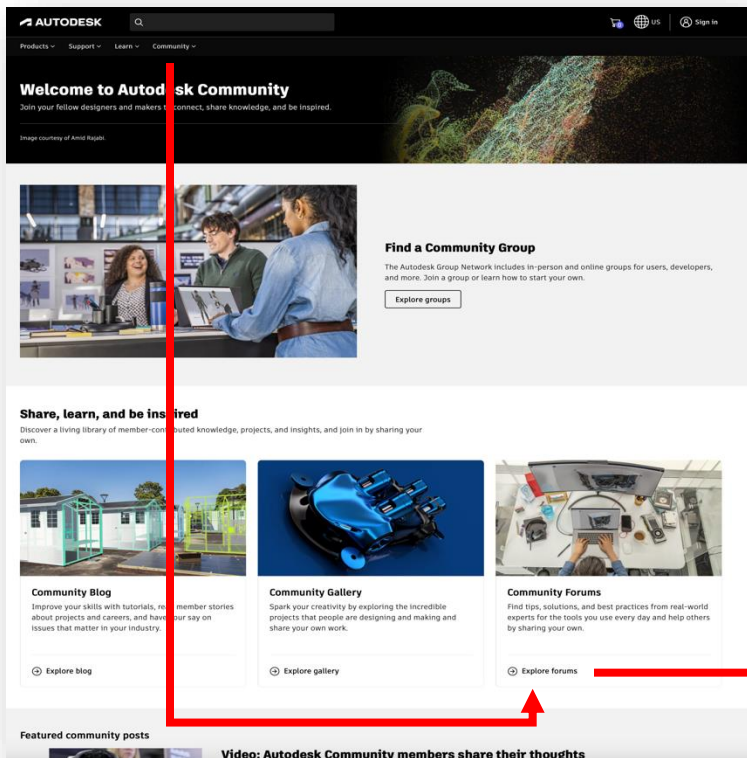 AUTODESK
0
US
Sign in
Products
Support
Learn
Community
Welcome to Autodesk Community
Join your fellow designers and makers to connect, share knowledge, and be inspired.
Image courtesy of Amid Rajabi.
Find a Community Group
The Autodesk Group Network includes in-person and online groups for users, developers,
and more. Join a group or learn how to start your own.
Explore groups
Share, learn, and be inspired
Discover a living library of member-contributed knowledge, projects, and insights, and join in by sharing your
own.
Community Blog
Improve your skills with tutorials, real member stories
about projects and careers, and have your say on
issues that matter in your industry.
Explore blog
Community Gallery
Spark your creativity by exploring the incredible
projects that people are designing and making and
share your own work.
Explore gallery
Community Forums
Find tips, solutions, and best practices from real-world
experts for the tools you use every day and help others
by sharing your own.
Explore forums
Featured community posts
Video: Autodesk Community members share their thoughts